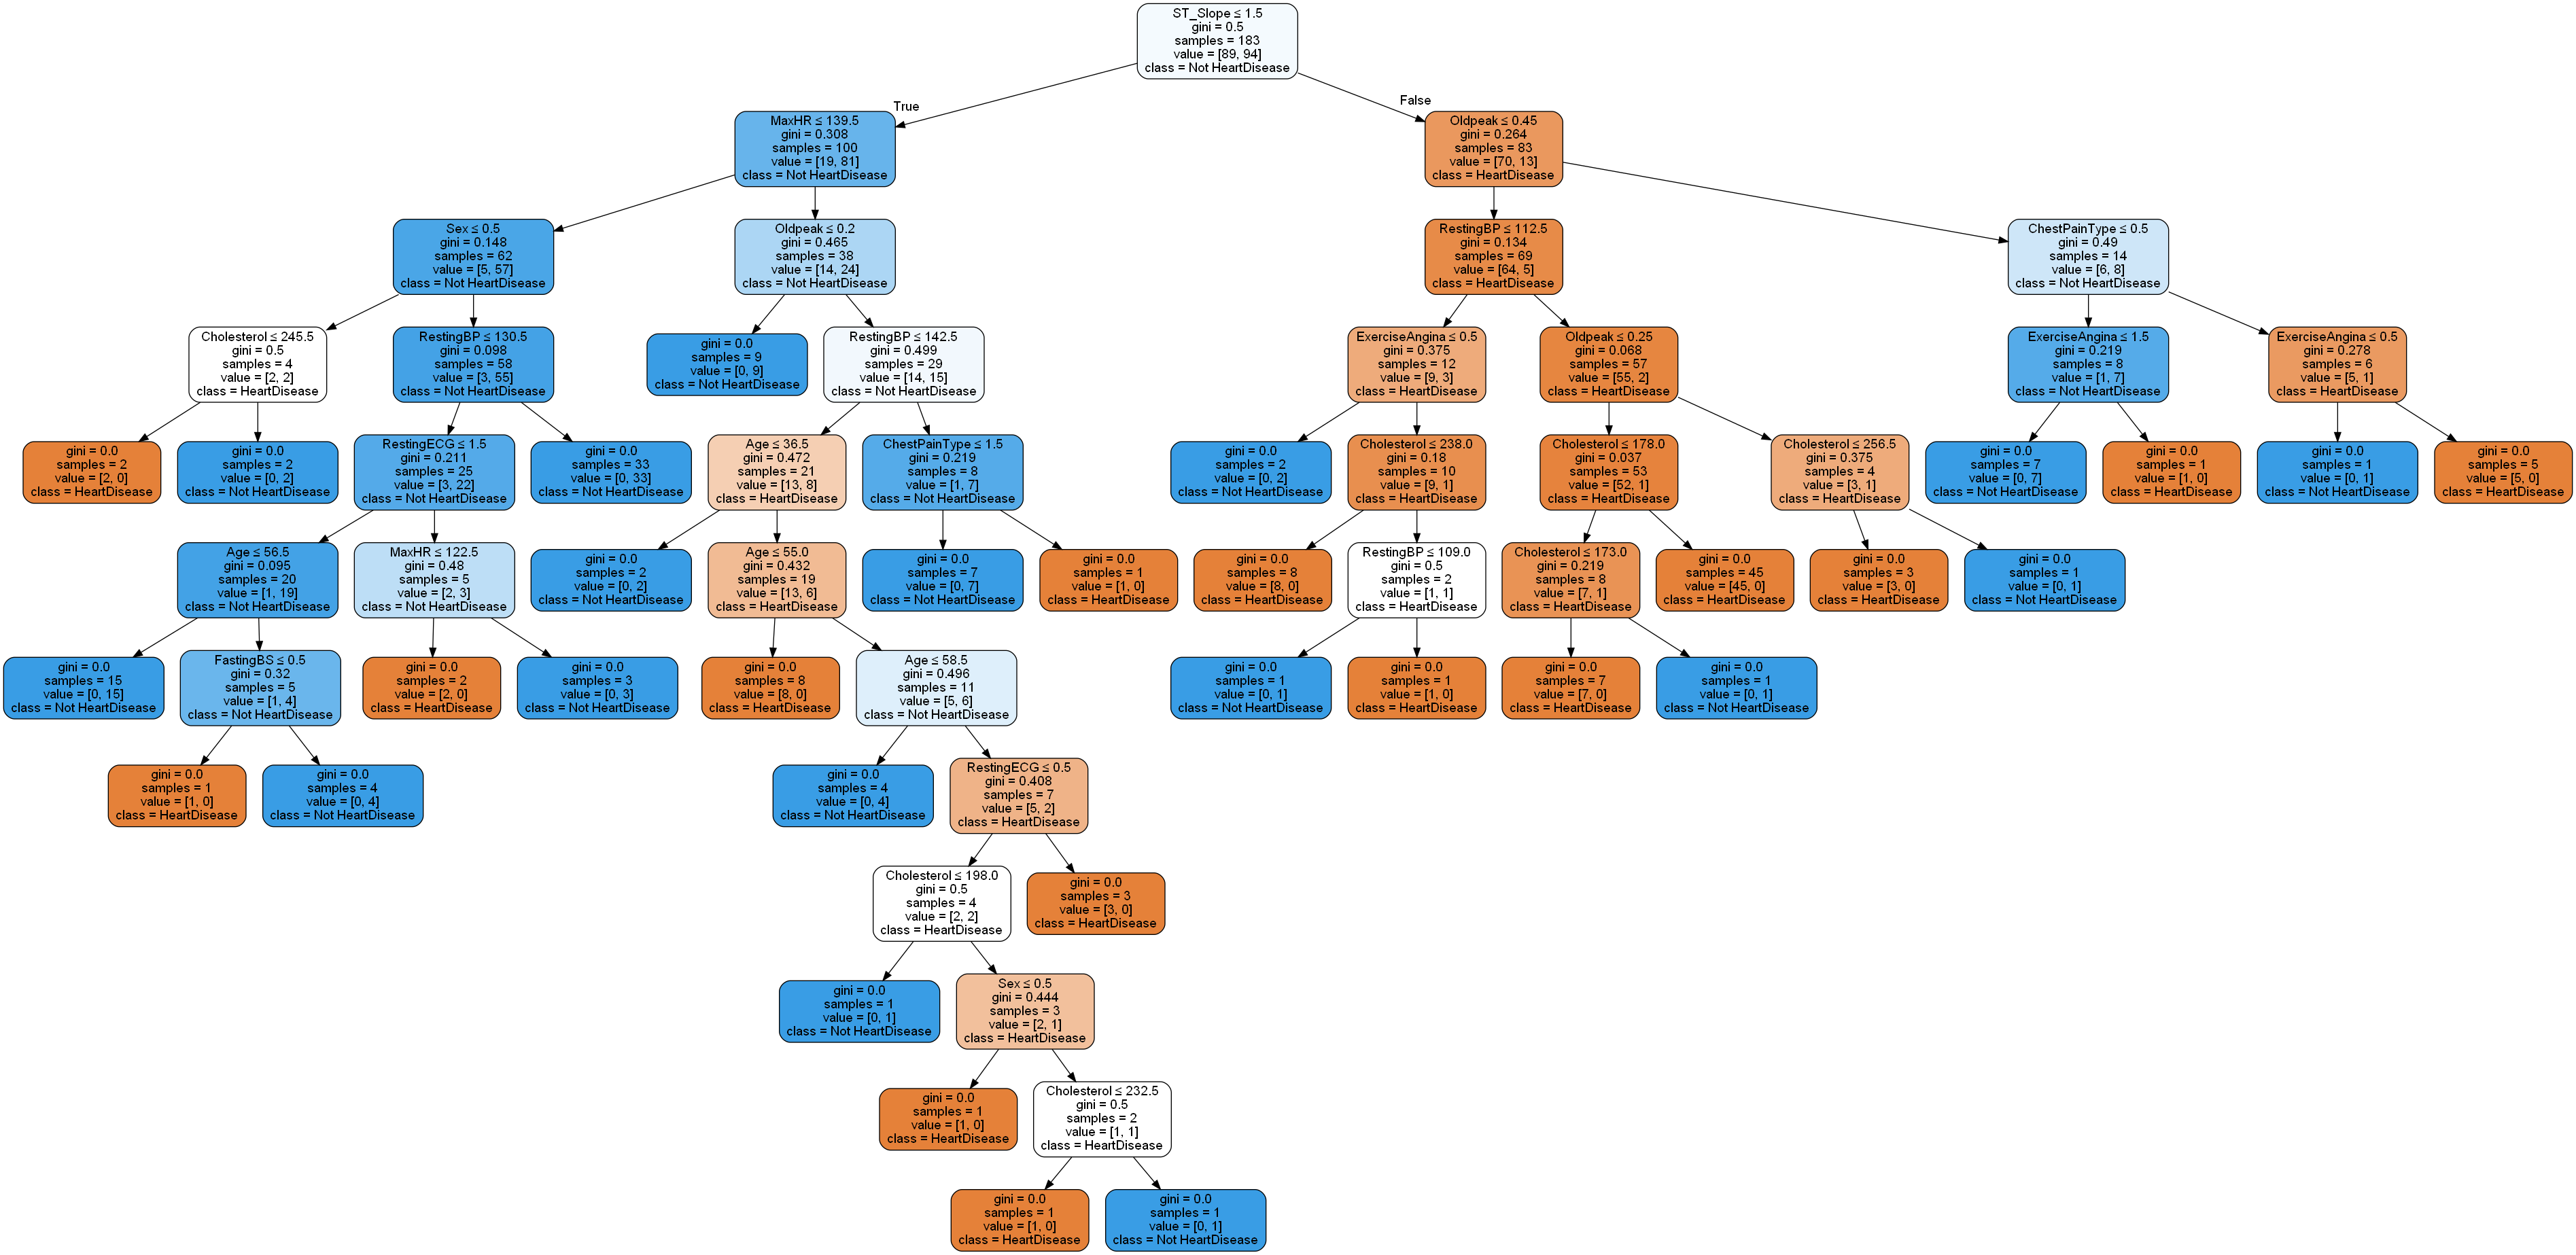 ST_Slope ≤ 1.5
gini = 0.5
samples = 183
value = [89, 94]
class = Not HeartDisease
True
False
MaxHR ≤ 139.5
gini = 0.308
samples = 100
value = [19, 81]
class = Not HeartDisease
Oldpeak ≤ 0.45
gini = 0.264
samples = 83
value = [70, 13]
class = HeartDisease
Sex ≤ 0.5
gini = 0.148
samples = 62
value = [5, 57]
class = Not HeartDisease
Oldpeak ≤ 0.2
gini = 0.465
samples = 38
value = [14, 24]
class = Not HeartDisease
RestingBP ≤ 112.5
gini = 0.134
samples = 69
value = [64, 5]
class = HeartDisease
ChestPainType ≤ 0.5
gini = 0.49
samples = 14
value = [6, 8]
class = Not HeartDisease
Cholesterol ≤ 245.5
gini = 0.5
samples = 4
value = [2, 2]
class = HeartDisease
RestingBP ≤ 130.5
gini = 0.098
samples = 58
value = [3, 55]
class = Not HeartDisease
gini = 0.0
samples = 9
value = [0, 9]
class = Not HeartDisease
RestingBP ≤ 142.5
gini = 0.499
samples = 29
value = [14, 15]
class = Not HeartDisease
ExerciseAngina ≤ 0.5
gini = 0.375
samples = 12
value = [9, 3]
class = HeartDisease
Oldpeak ≤ 0.25
gini = 0.068
samples = 57
value = [55, 2]
class = HeartDisease
ExerciseAngina ≤ 1.5
gini = 0.219
samples = 8
value = [1, 7]
class = Not HeartDisease
ExerciseAngina ≤ 0.5
gini = 0.278
samples = 6
value = [5, 1]
class = HeartDisease
gini = 0.0
samples = 2
value = [2, 0]
class = HeartDisease
gini = 0.0
samples = 2
value = [0, 2]
class = Not HeartDisease
RestingECG ≤ 1.5
gini = 0.211
samples = 25
value = [3, 22]
class = Not HeartDisease
gini = 0.0
samples = 33
value = [0, 33]
class = Not HeartDisease
Age ≤ 36.5
gini = 0.472
samples = 21
value = [13, 8]
class = HeartDisease
ChestPainType ≤ 1.5
gini = 0.219
samples = 8
value = [1, 7]
class = Not HeartDisease
gini = 0.0
samples = 2
value = [0, 2]
class = Not HeartDisease
Cholesterol ≤ 238.0
gini = 0.18
samples = 10
value = [9, 1]
class = HeartDisease
Cholesterol ≤ 178.0
gini = 0.037
samples = 53
value = [52, 1]
class = HeartDisease
Cholesterol ≤ 256.5
gini = 0.375
samples = 4
value = [3, 1]
class = HeartDisease
gini = 0.0
samples = 7
value = [0, 7]
class = Not HeartDisease
gini = 0.0
samples = 1
value = [1, 0]
class = HeartDisease
gini = 0.0
samples = 1
value = [0, 1]
class = Not HeartDisease
gini = 0.0
samples = 5
value = [5, 0]
class = HeartDisease
Age ≤ 56.5
gini = 0.095
samples = 20
value = [1, 19]
class = Not HeartDisease
MaxHR ≤ 122.5
gini = 0.48
samples = 5
value = [2, 3]
class = Not HeartDisease
gini = 0.0
samples = 2
value = [0, 2]
class = Not HeartDisease
Age ≤ 55.0
gini = 0.432
samples = 19
value = [13, 6]
class = HeartDisease
gini = 0.0
samples = 7
value = [0, 7]
class = Not HeartDisease
gini = 0.0
samples = 1
value = [1, 0]
class = HeartDisease
gini = 0.0
samples = 8
value = [8, 0]
class = HeartDisease
RestingBP ≤ 109.0
gini = 0.5
samples = 2
value = [1, 1]
class = HeartDisease
Cholesterol ≤ 173.0
gini = 0.219
samples = 8
value = [7, 1]
class = HeartDisease
gini = 0.0
samples = 45
value = [45, 0]
class = HeartDisease
gini = 0.0
samples = 3
value = [3, 0]
class = HeartDisease
gini = 0.0
samples = 1
value = [0, 1]
class = Not HeartDisease
gini = 0.0
samples = 15
value = [0, 15]
class = Not HeartDisease
FastingBS ≤ 0.5
gini = 0.32
samples = 5
value = [1, 4]
class = Not HeartDisease
gini = 0.0
samples = 2
value = [2, 0]
class = HeartDisease
gini = 0.0
samples = 3
value = [0, 3]
class = Not HeartDisease
gini = 0.0
samples = 8
value = [8, 0]
class = HeartDisease
Age ≤ 58.5
gini = 0.496
samples = 11
value = [5, 6]
class = Not HeartDisease
gini = 0.0
samples = 1
value = [0, 1]
class = Not HeartDisease
gini = 0.0
samples = 1
value = [1, 0]
class = HeartDisease
gini = 0.0
samples = 7
value = [7, 0]
class = HeartDisease
gini = 0.0
samples = 1
value = [0, 1]
class = Not HeartDisease
gini = 0.0
samples = 1
value = [1, 0]
class = HeartDisease
gini = 0.0
samples = 4
value = [0, 4]
class = Not HeartDisease
gini = 0.0
samples = 4
value = [0, 4]
class = Not HeartDisease
RestingECG ≤ 0.5
gini = 0.408
samples = 7
value = [5, 2]
class = HeartDisease
Cholesterol ≤ 198.0
gini = 0.5
samples = 4
value = [2, 2]
class = HeartDisease
gini = 0.0
samples = 3
value = [3, 0]
class = HeartDisease
gini = 0.0
samples = 1
value = [0, 1]
class = Not HeartDisease
Sex ≤ 0.5
gini = 0.444
samples = 3
value = [2, 1]
class = HeartDisease
gini = 0.0
samples = 1
value = [1, 0]
class = HeartDisease
Cholesterol ≤ 232.5
gini = 0.5
samples = 2
value = [1, 1]
class = HeartDisease
gini = 0.0
samples = 1
value = [1, 0]
class = HeartDisease
gini = 0.0
samples = 1
value = [0, 1]
class = Not HeartDisease